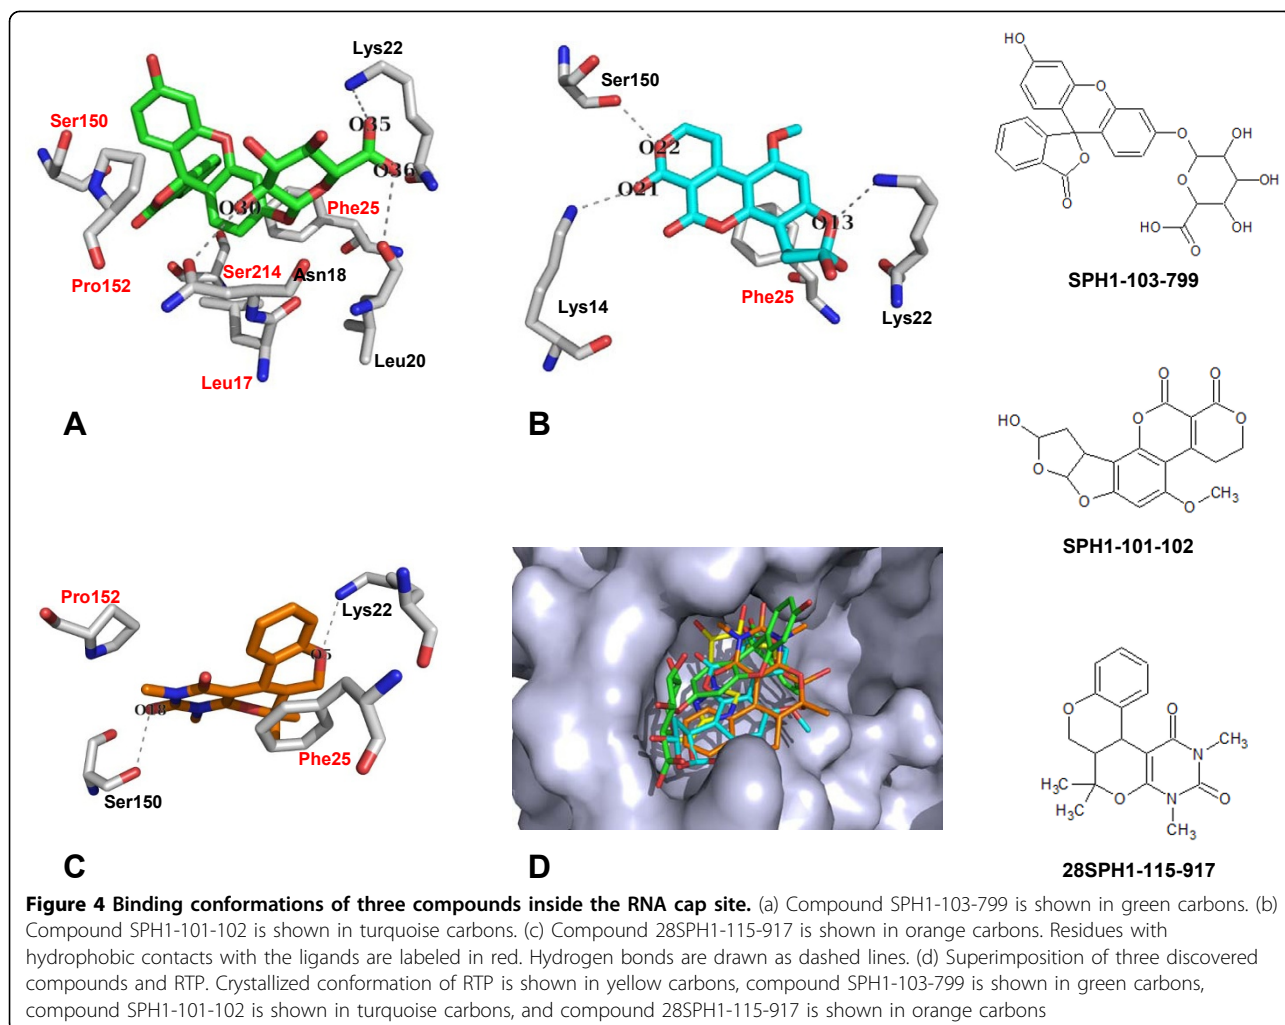 Lys22
Ser150
O35
O36
O30
Phe25
Pro152
Ser214
Asn18
Leu17
Leu20
A
Ser150
O22
O21
O13
Lys14
Phe25
Lys22
B
HO
O
O
O
O
OH
OH
OH
O
HO
O
SPH1-103-799
O
O
HO
O
O
O
O
O
CH3
SPH1-101-102
Pro152
Lys22
O5
O18
Phe25
Ser150
C
D
O
O
CH3
N
H3C
H3C
O
N
O
CH3
28SPH1-115-917
Figure 4 Binding conformations of three compounds inside the RNA cap site. (a) Compound SPH1-103-799 is shown in green carbons. (b)
Compound SPH1-101-102 is shown in turquoise carbons. (c) Compound 28SPH1-115-917 is shown in orange carbons. Residues with
hydrophobic contacts with the ligands are labeled in red. Hydrogen bonds are drawn as dashed lines. (d) Superimposition of three discovered
compounds and RTP. Crystallized conformation of RTP is shown in yellow carbons, compound SPH1-103-799 is shown in green carbons,
compound SPH1-101-102 is shown in turquoise carbons, and compound 28SPH1-115-917 is shown in orange carbons